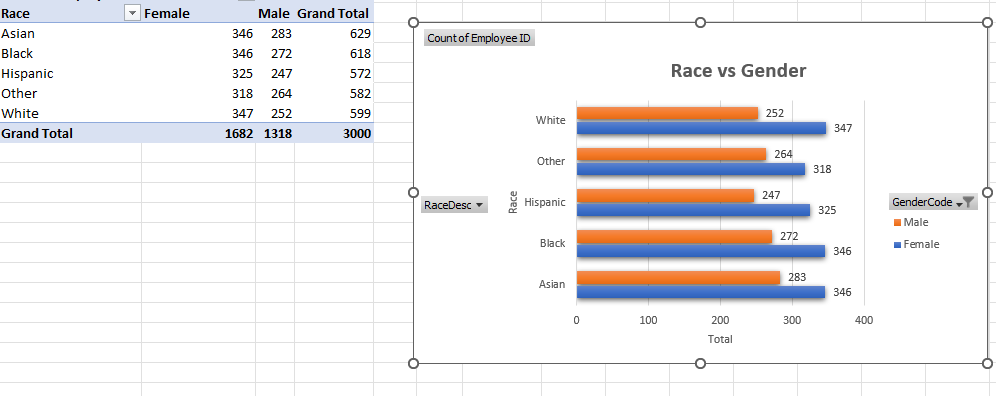 Race Female Male Grand Total
Asian 346 283 629
Black 346 272 618
Hispanic 325 247 572
Other 318 264 582
White 347 252 599
Grand Total 1682 1318 3000
Count of Employee ID
Race vs Gender
White 252
347
Other 264
318
Hispanic 247
325
Black 272
346
Asian 283
346
0 100 200 300 400
Total
Race
RaceDesc
GenderCode
Male
Female